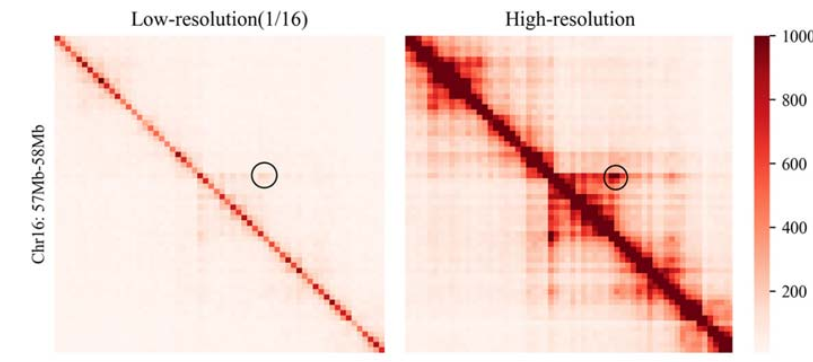 Low-resolution(1/16)
High-resolution
Chr16: 57Mb-58Mb
1000
800
600
400
200